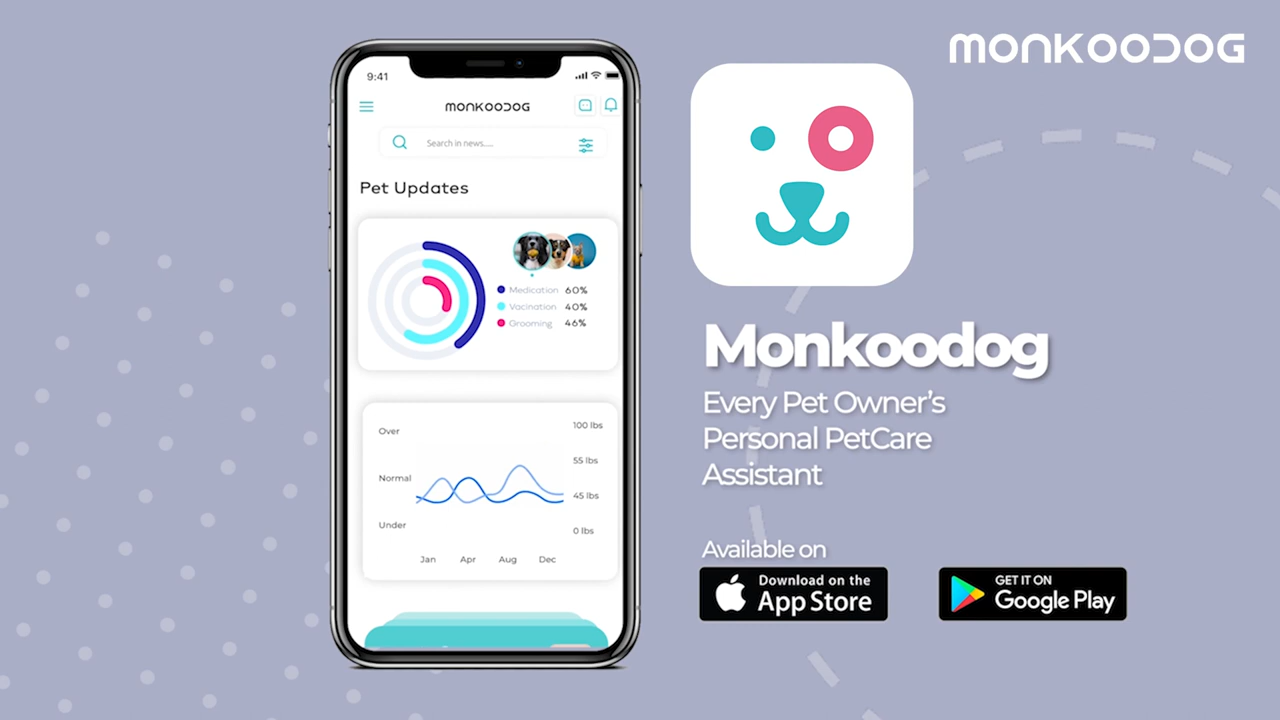 MONKOODOG
9:41
MONKOODOG
Search in news.....
Pet Updates
Medication 60%
Vacination 40%
Grooming 46%
Over
100 lbs
55 lbs
Normal
45 lbs
Under
0 lbs
Jan Apr Aug Dec
Monkoodog
Every Pet Owner's
Personal PetCare
Assistant
Available on
Download on the
App Store
GET IT ON
Google Play